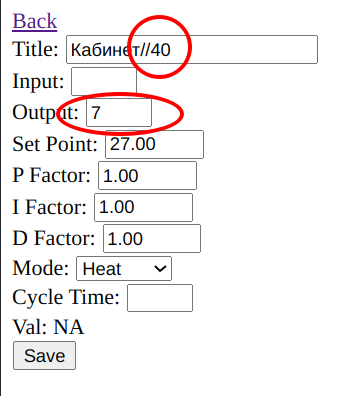 Back
Title: Кабинет//40
Input:
Output: 7
Set Point: 27.00
P Factor: 1.00
I Factor: 1.00
D Factor: 1.00
Mode: Heat
Cycle Time:
Val: NA
Save